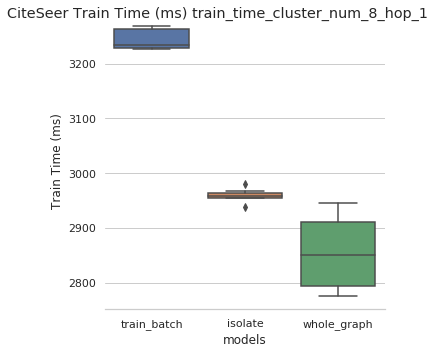 CiteSeer Train Time (ms) train_time_cluster_num_8_hop_1
3200
3100
3000
2900
2800
Train Time (ms)
train_batch isolate whole_graph
models